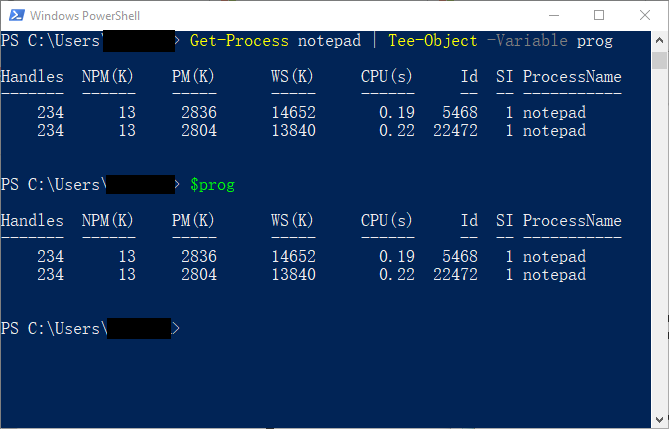 Windows PowerShell
PS C:\Users\ > Get-Process notepad | Tee-Object -Variable prog
Handles  NPM(K)    PM(K)      WS(K)     CPU(s)     Id  SI ProcessName
-------  ------    -----      -----     ------     --  -- -----------
    234      13     2836      14652       0.19   5468   1 notepad
    234      13     2804      13840       0.22  22472   1 notepad
PS C:\Users\ > $prog
Handles  NPM(K)    PM(K)      WS(K)     CPU(s)     Id  SI ProcessName
-------  ------    -----      -----     ------     --  -- -----------
    234      13     2836      14652       0.19   5468   1 notepad
    234      13     2804      13840       0.22  22472   1 notepad
PS C:\Users\ >